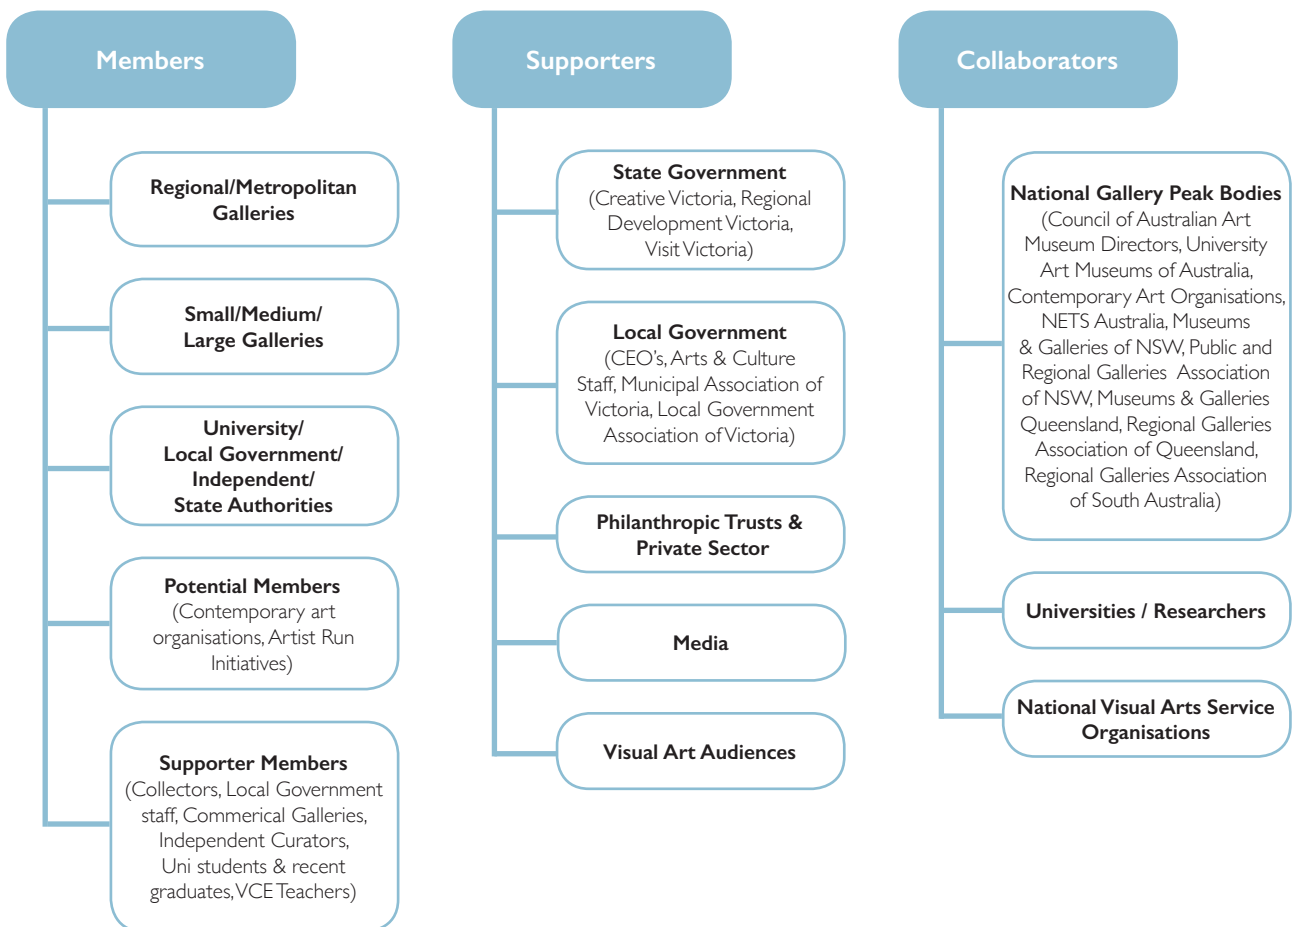 Members
Regional/Metropolitan
Galleries
Small/Medium/
Large Galleries
University/
Local Government/
Independent/
State Authorities
Potential Members
(Contemporary art
organisations, Artist Run
Initiatives)
Supporter Members
(Collectors, Local Government
staff, Commerical Galleries,
Independent Curators,
Uni students & recent
graduates, VCE Teachers)
Supporters
State Government
(Creative Victoria, Regional
Development Victoria,
Visit Victoria)
Local Government
(CEO's, Arts & Culture
Staff, Municipal Association of
Victoria, Local Government
Association of Victoria)
Philanthropic Trusts &
Private Sector
Media
Visual Art Audiences
Collaborators
National Gallery Peak Bodies
(Council of Australian Art
Museum Directors, University
Art Museums of Australia,
Contemporary Art Organisations,
NETS Australia, Museums
& Galleries of NSW, Public and
Regional Galleries Association
of NSW, Museums & Galleries
Queensland, Regional Galleries
Association of Queensland,
Regional Galleries Association
of South Australia)
Universities / Researchers
National Visual Arts Service
Organisations